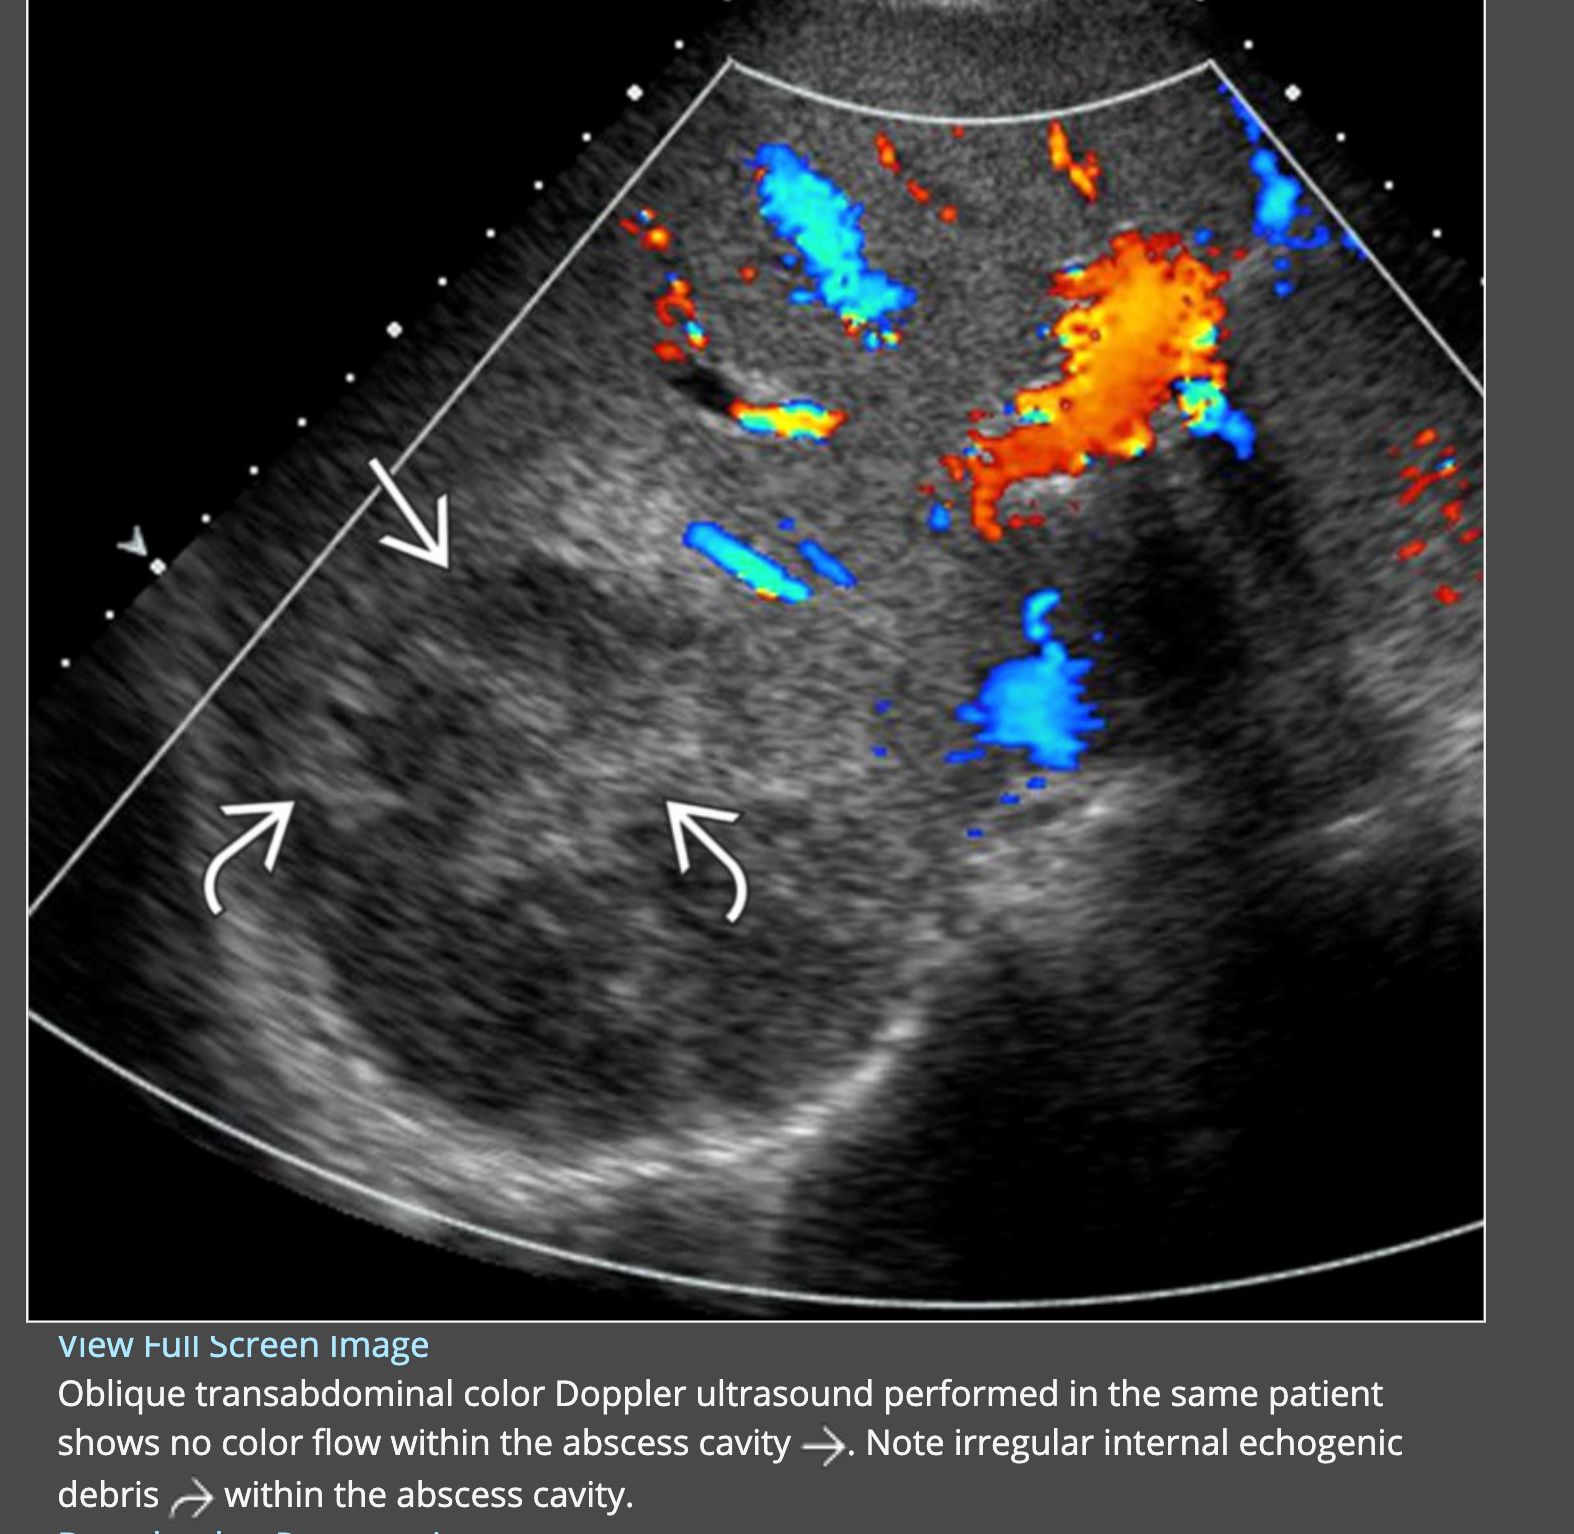 View Full Screen Image
Oblique transabdominal color Doppler ultrasound performed in the same patient
shows no color flow within the abscess cavity →. Note irregular internal echogenic
debris ↪ within the abscess cavity.